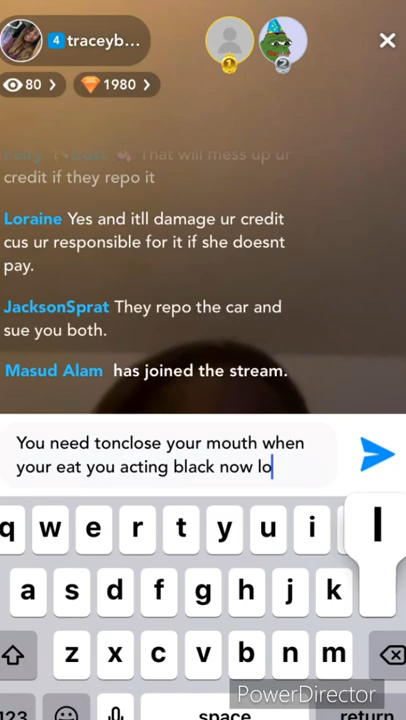 4 traceyb...
80 > 1980 >
That will mess up ur
credit if they repo it
Loraine Yes and itll damage ur credit
cus ur responsible for it if she doesnt
pay.
JacksonSprat They repo the car and
sue you both.
Masud Alam has joined the stream.
You need tonclose your mouth when
your eat you acting black now lo
q w e r t y u i l
a s d f g h j k
z x c v b n m
123 space return
PowerDirector